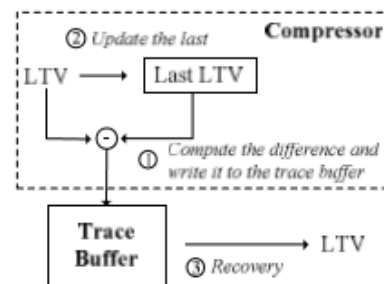 ② Update the last
Compressor
LTV
Last LTV
① Compute the difference and
write it to the trace buffer
Trace
Buffer
LTV
③ Recovery